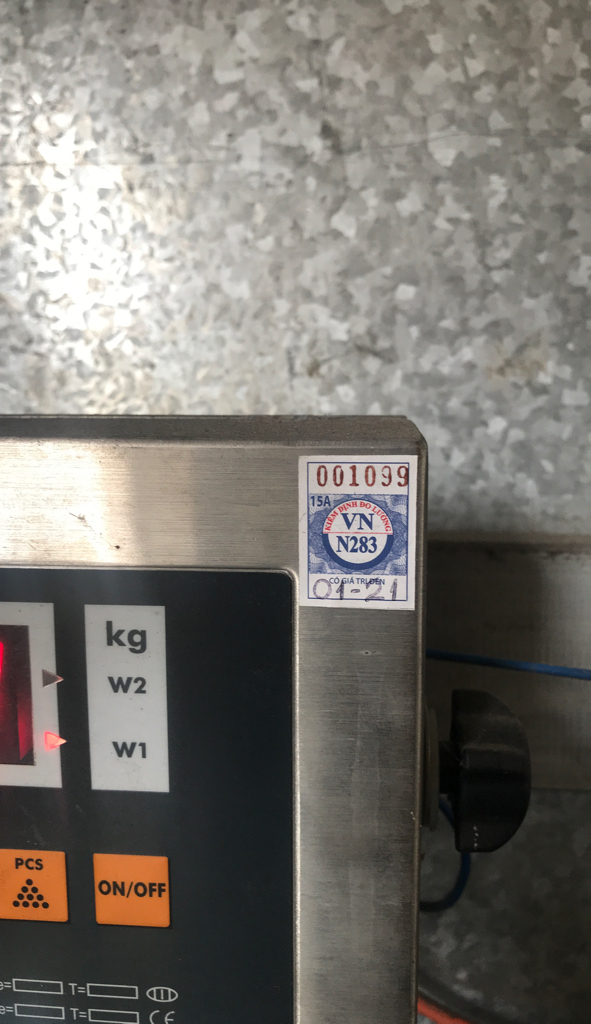 001099
15A
KIỂM ĐỊNH ĐO LƯỜNG
VN
N283
CÓ GIÁ TRỊ ĐẾN
01-21
kg
W2
W1
PCS
ON/OFF
e= T=
e= T= CE